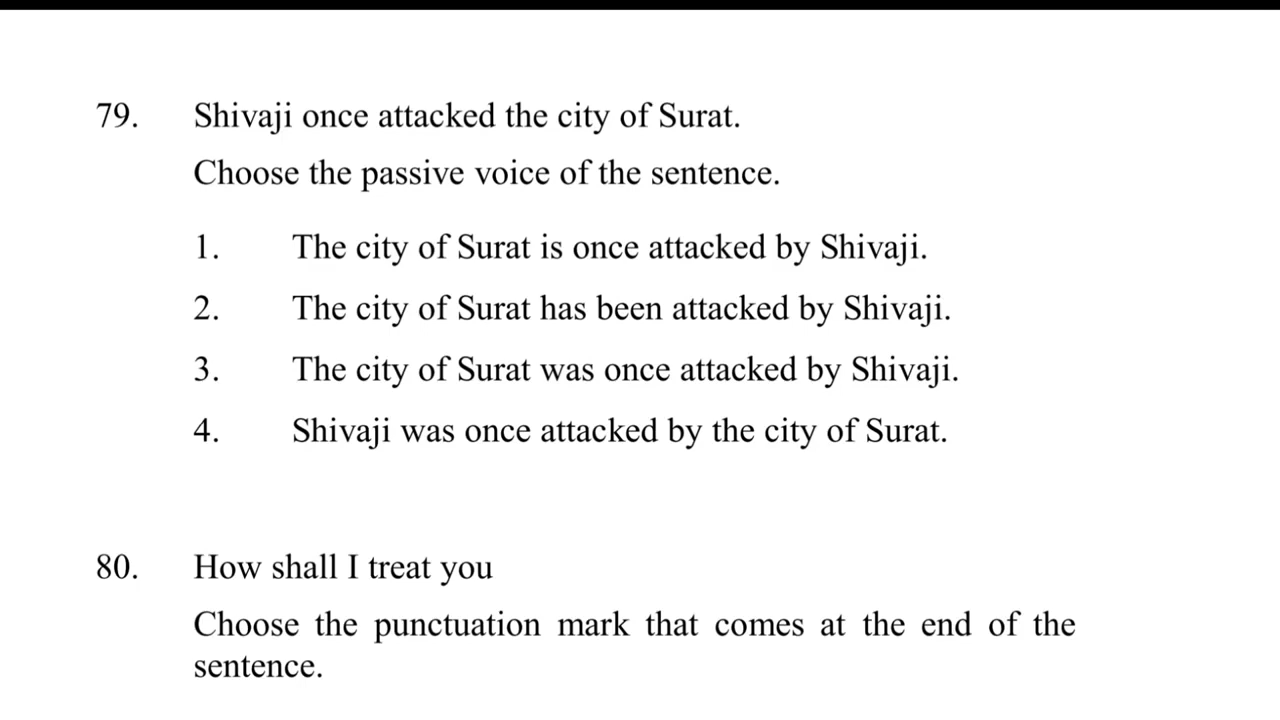 79. Shivaji once attacked the city of Surat.
Choose the passive voice of the sentence.
1. The city of Surat is once attacked by Shivaji.
2. The city of Surat has been attacked by Shivaji.
3. The city of Surat was once attacked by Shivaji.
4. Shivaji was once attacked by the city of Surat.
80. How shall I treat you
Choose the punctuation mark that comes at the end of the
sentence.